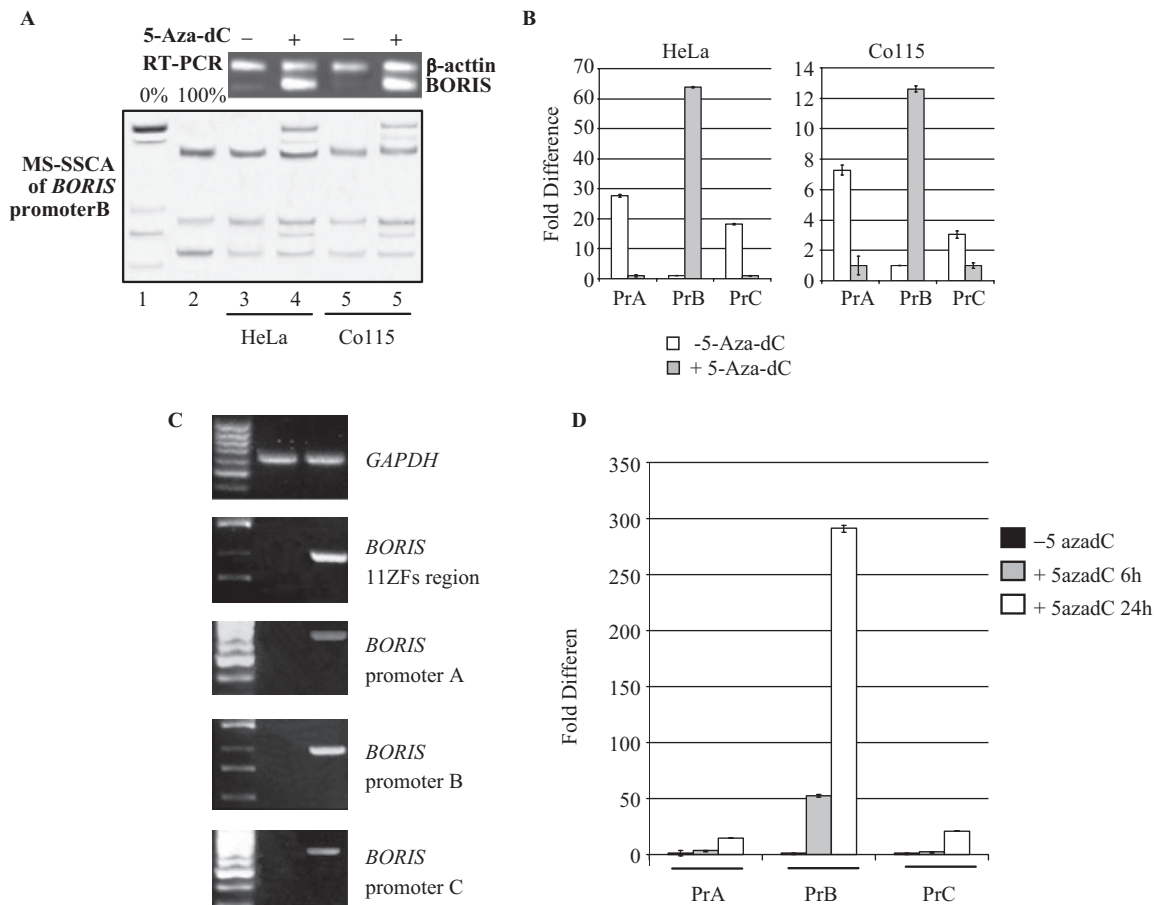 A
5-Aza-dC – + – +
RT-PCR
β-acttin
BORIS
0% 100%
MS-SSCA
of BORIS
promoterB
1 2 3 4 5 5
HeLa Co115
B
HeLa
Fold Difference
70
60
50
40
30
20
10
0
PrA PrB PrC
Co115
14
12
10
8
6
4
2
0
PrA PrB PrC
-5-Aza-dC
+ 5-Aza-dC
C
GAPDH
BORIS
11ZFs region
BORIS
promoter A
BORIS
promoter B
BORIS
promoter C
D
Fold Differen
350
300
250
200
150
100
50
0
PrA PrB PrC
–5 azadC
+ 5azadC 6h
+ 5azadC 24h